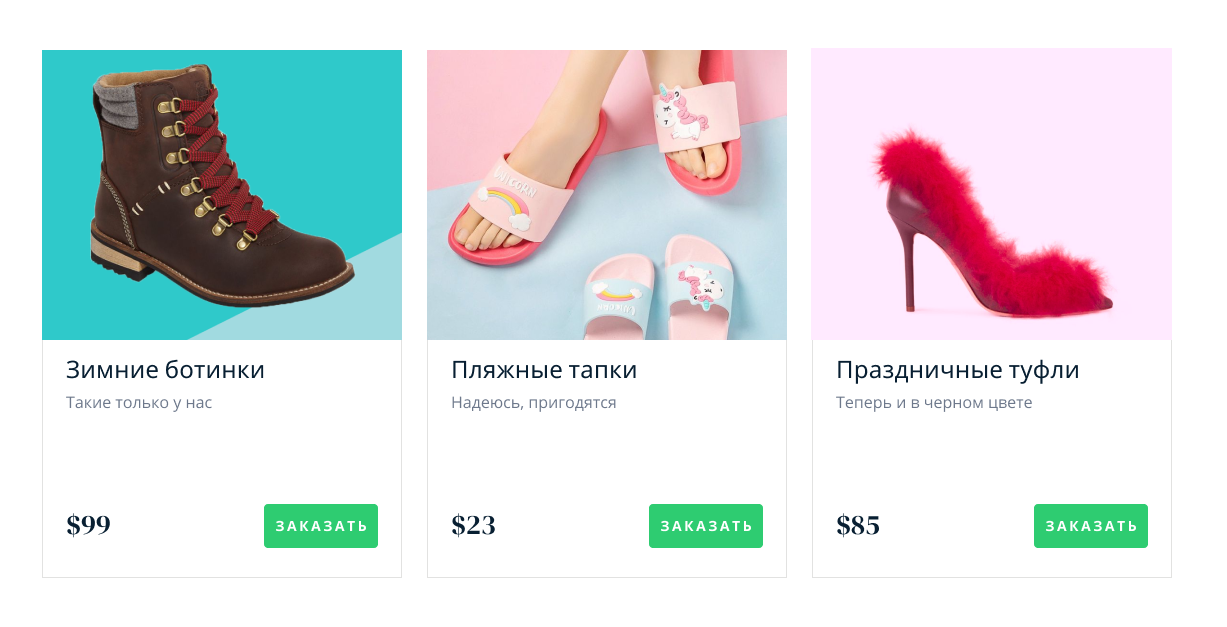 UNICORN
Зимние ботинки
Такие только у нас
$99
ЗАКАЗАТЬ
Пляжные тапки
Надеюсь, пригодятся
$23
ЗАКАЗАТЬ
Праздничные туфли
Теперь и в черном цвете
$85
ЗАКАЗАТЬ